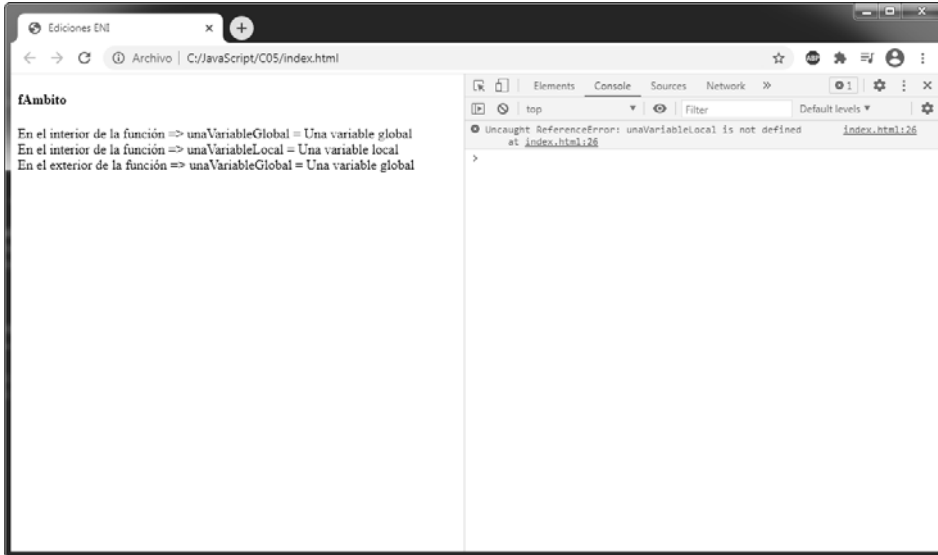 Ediciones ENI
Archivo | C:/JavaScript/C05/index.html
ABP
fAmbito
En el interior de la función => unaVariableGlobal = Una variable global
En el interior de la función => unaVariableLocal = Una variable local
En el exterior de la función => unaVariableGlobal = Una variable global
Elements Console Sources Network » 1
top Filter Default levels
Uncaught ReferenceError: unaVariableLocal is not defined index.html:26
at index.html:26
>